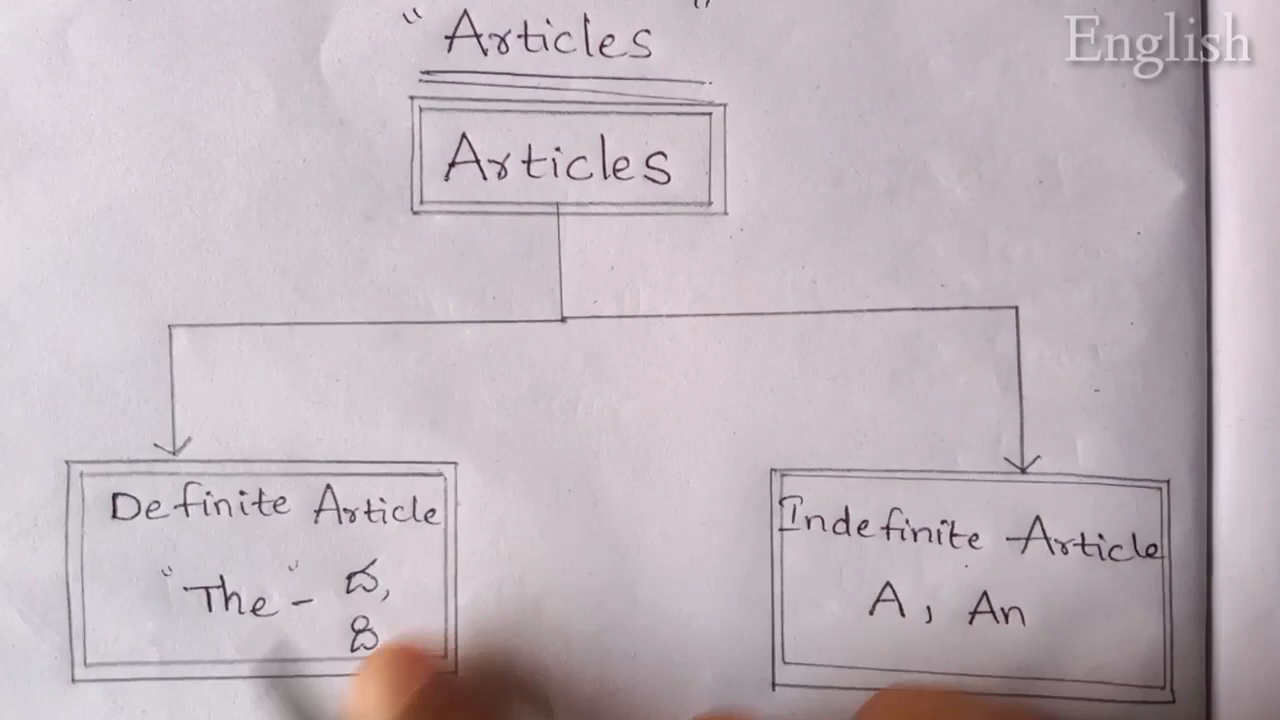 English
" Articles "
Articles
Definite Article
"The" - ದ,
ದಿ
Indefinite Article
A, An